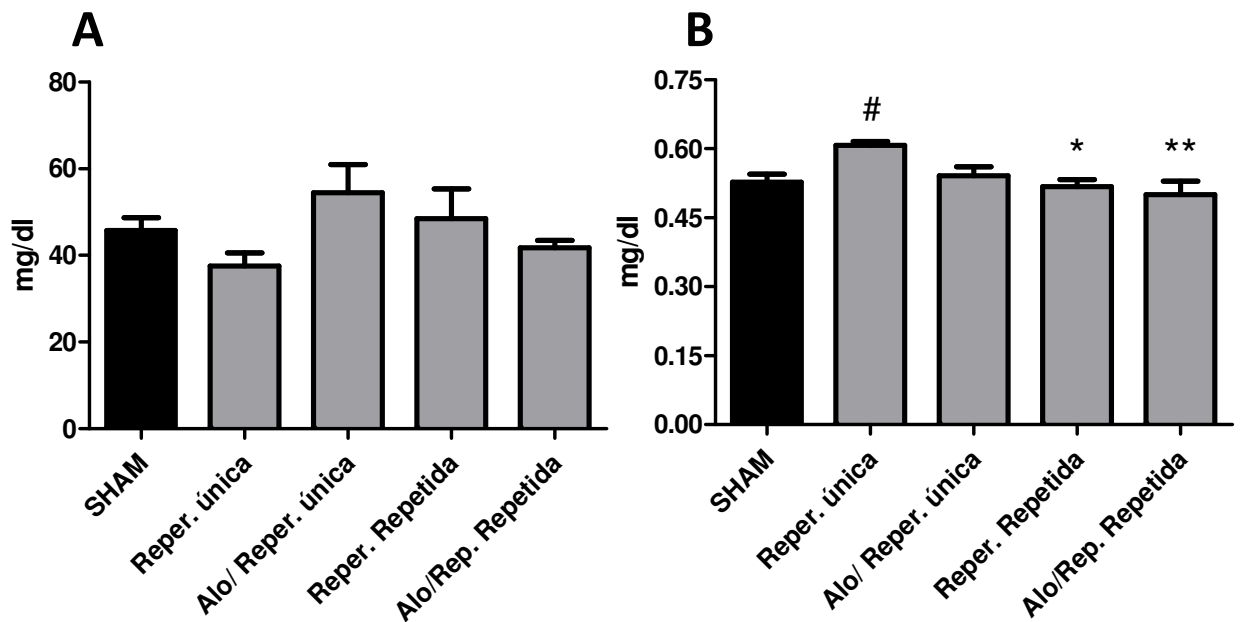 A
mg/dl
80
60
40
20
0
SHAM
Reper. única
Alo/ Reper. única
Reper. Repetida
Alo/Rep. Repetida
B
mg/dl
0.75
0.60
0.45
0.30
0.15
0.00
#
*
**
SHAM
Reper. única
Alo/ Reper. única
Reper. Repetida
Alo/Rep. Repetida